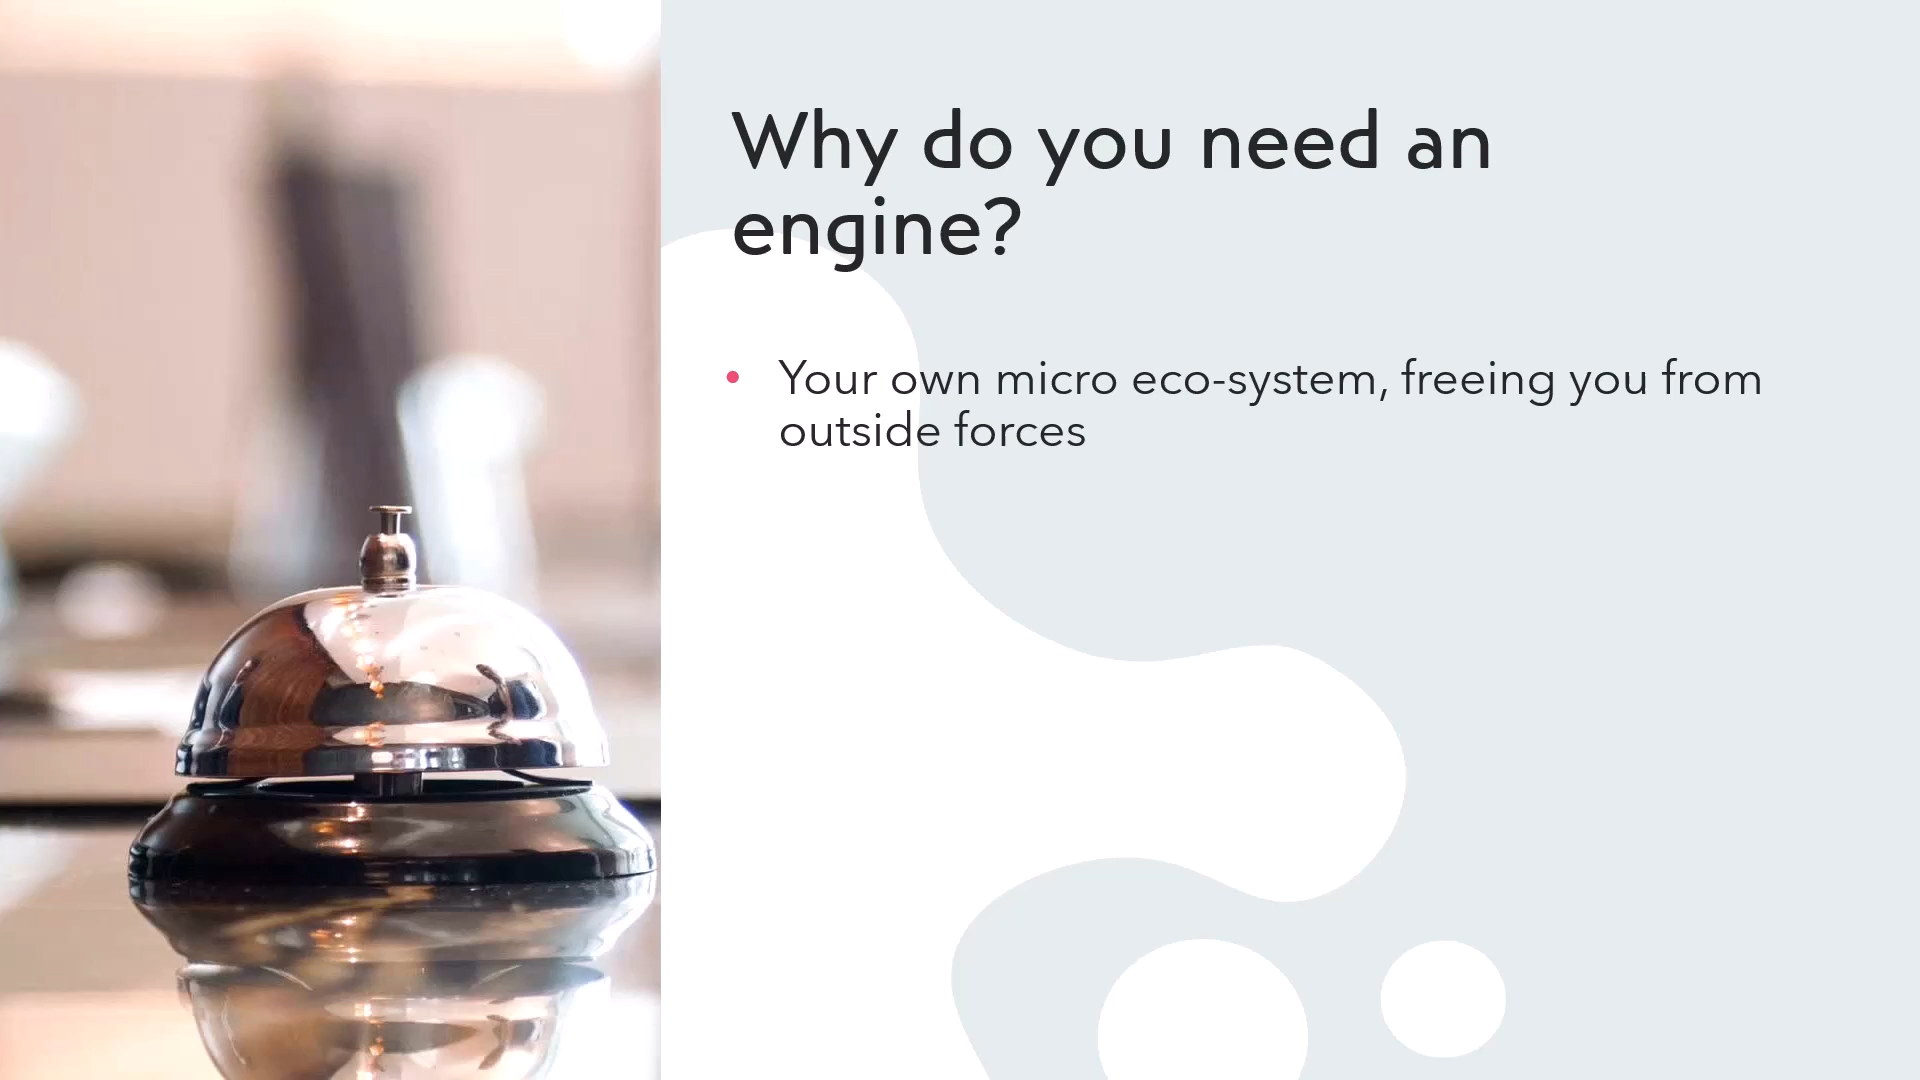 Why do you need an
engine?
• Your own micro eco-system, freeing you from
outside forces